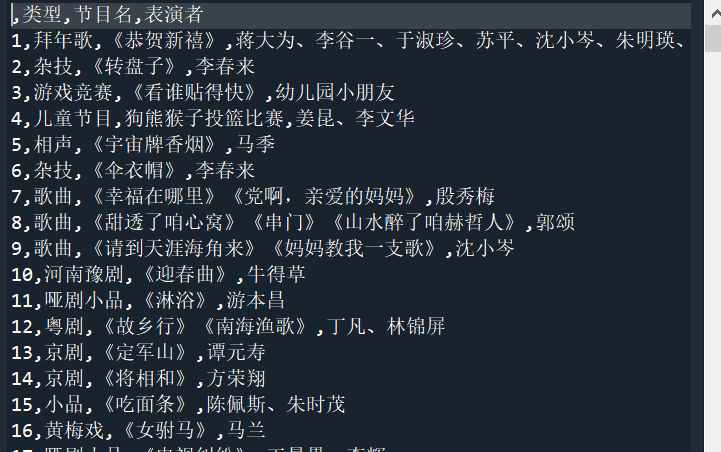 ,类型,节目名,表演者
1,拜年歌,《恭贺新禧》,蒋大为、李谷一、于淑珍、苏平、沈小岑、朱明瑛、
2,杂技,《转盘子》,李春来
3,游戏竞赛,《看谁贴得快》,幼儿园小朋友
4,儿童节目,狗熊猴子投篮比赛,姜昆、李文华
5,相声,《宇宙牌香烟》,马季
6,杂技,《伞衣帽》,李春来
7,歌曲,《幸福在哪里》《党啊，亲爱的妈妈》,殷秀梅
8,歌曲,《甜透了咱心窝》《串门》《山水醉了咱赫哲人》,郭颂
9,歌曲,《请到天涯海角来》《妈妈教我一支歌》,沈小岑
10,河南豫剧,《迎春曲》,牛得草
11,哑剧小品,《淋浴》,游本昌
12,粤剧,《故乡行》《南海渔歌》,丁凡、林锦屏
13,京剧,《定军山》,谭元寿
14,京剧,《将相和》,方荣翔
15,小品,《吃面条》,陈佩斯、朱时茂
16,黄梅戏,《女驸马》,马兰